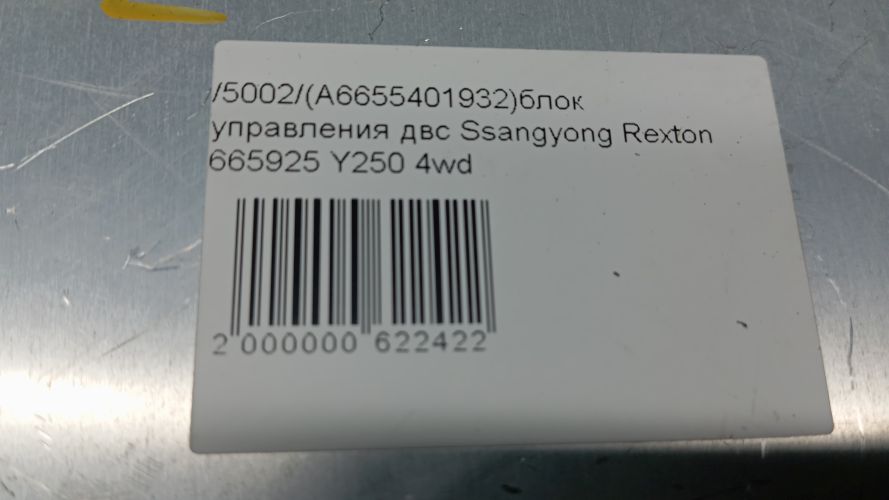 /5002/(A6655401932)блок
управления двс Ssangyong Rexton
665925 Y250 4wd
2 000000 622422